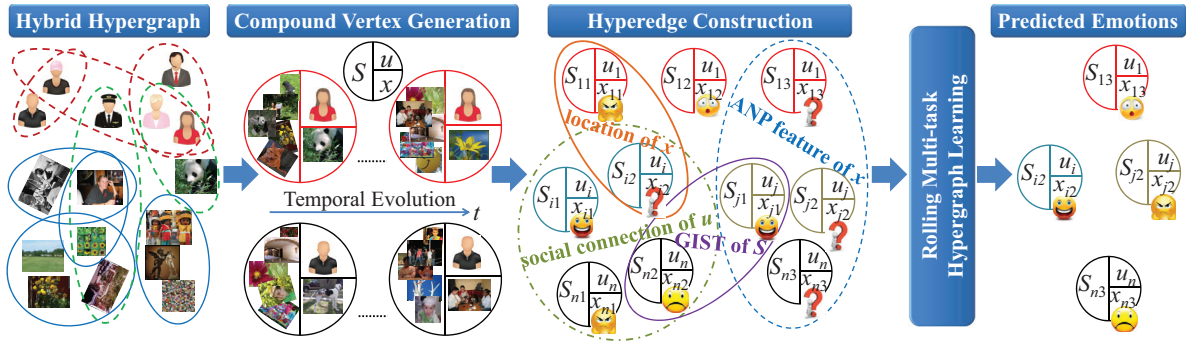 Hybrid Hypergraph
Compound Vertex Generation
Hyperedge Construction
Predicted Emotions
S u x
........
Temporal Evolution t
........
S11 u1 x11
S12 u1 x12
S13 u1 x13
location of x
ANP feature of x
Si1 ui xi1
Si2 ui xi2
Sj1 uj xj1
Sj2 uj xj2
social connection of u
GIST of S
Sn1 un xn1
Sn2 un xn2
Sn3 un xn3
Rolling Multi-task
Hypergraph Learning
S13 u1 x13
Si2 ui xi2
Sj2 uj xj2
Sn3 un xn3